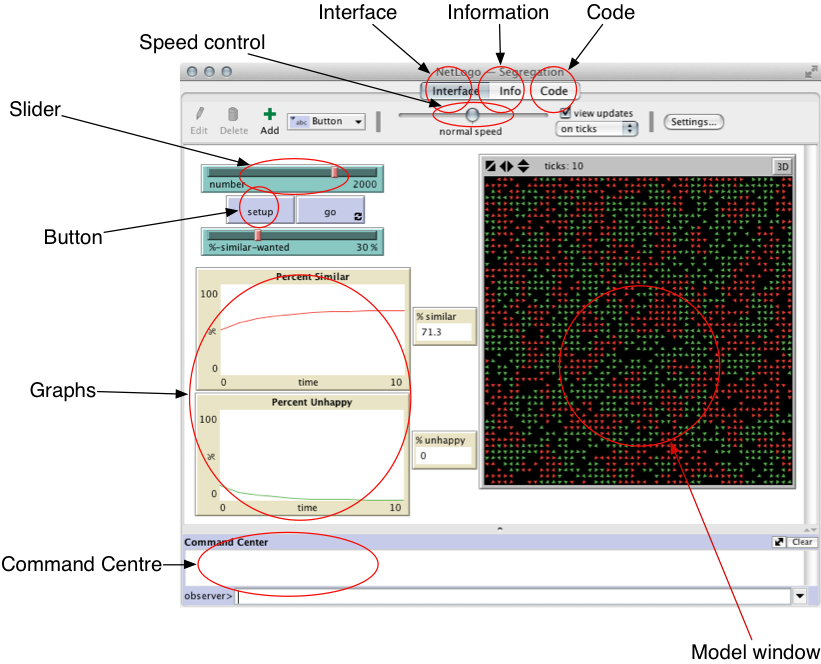 Interface
Information
Code
Speed control
NetLogo — Segregation
Interface
Info
Code
Slider
Edit
Delete
Add
abc Button
normal speed
view updates
on ticks
Settings...
number
2000
ticks: 10
3D
setup
go
Button
%-similar-wanted
30 %
Percent Similar
100
%
0
0
time
10
% similar
71.3
Graphs
Percent Unhappy
100
%
0
0
time
10
% unhappy
0
Command Center
Clear
Command Centre
observer>
Model window